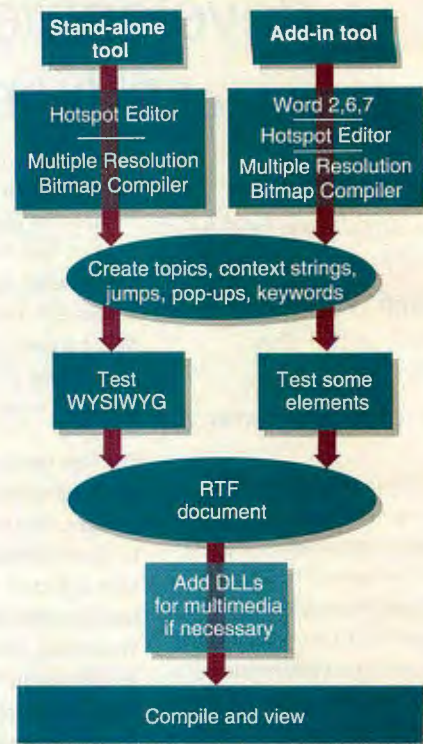 Stand-alone
tool
Add-in tool
Hotspot Editor
Multiple Resolution
Bitmap Compiler
Word 2,6,7
Hotspot Editor
Multiple Resolution
Bitmap Compiler
Create topics, context strings,
jumps, pop-ups, keywords
Test
WYSIWYG
Test some
elements
RTF
document
Add DLLs
for multimedia
if necessary
Compile and view